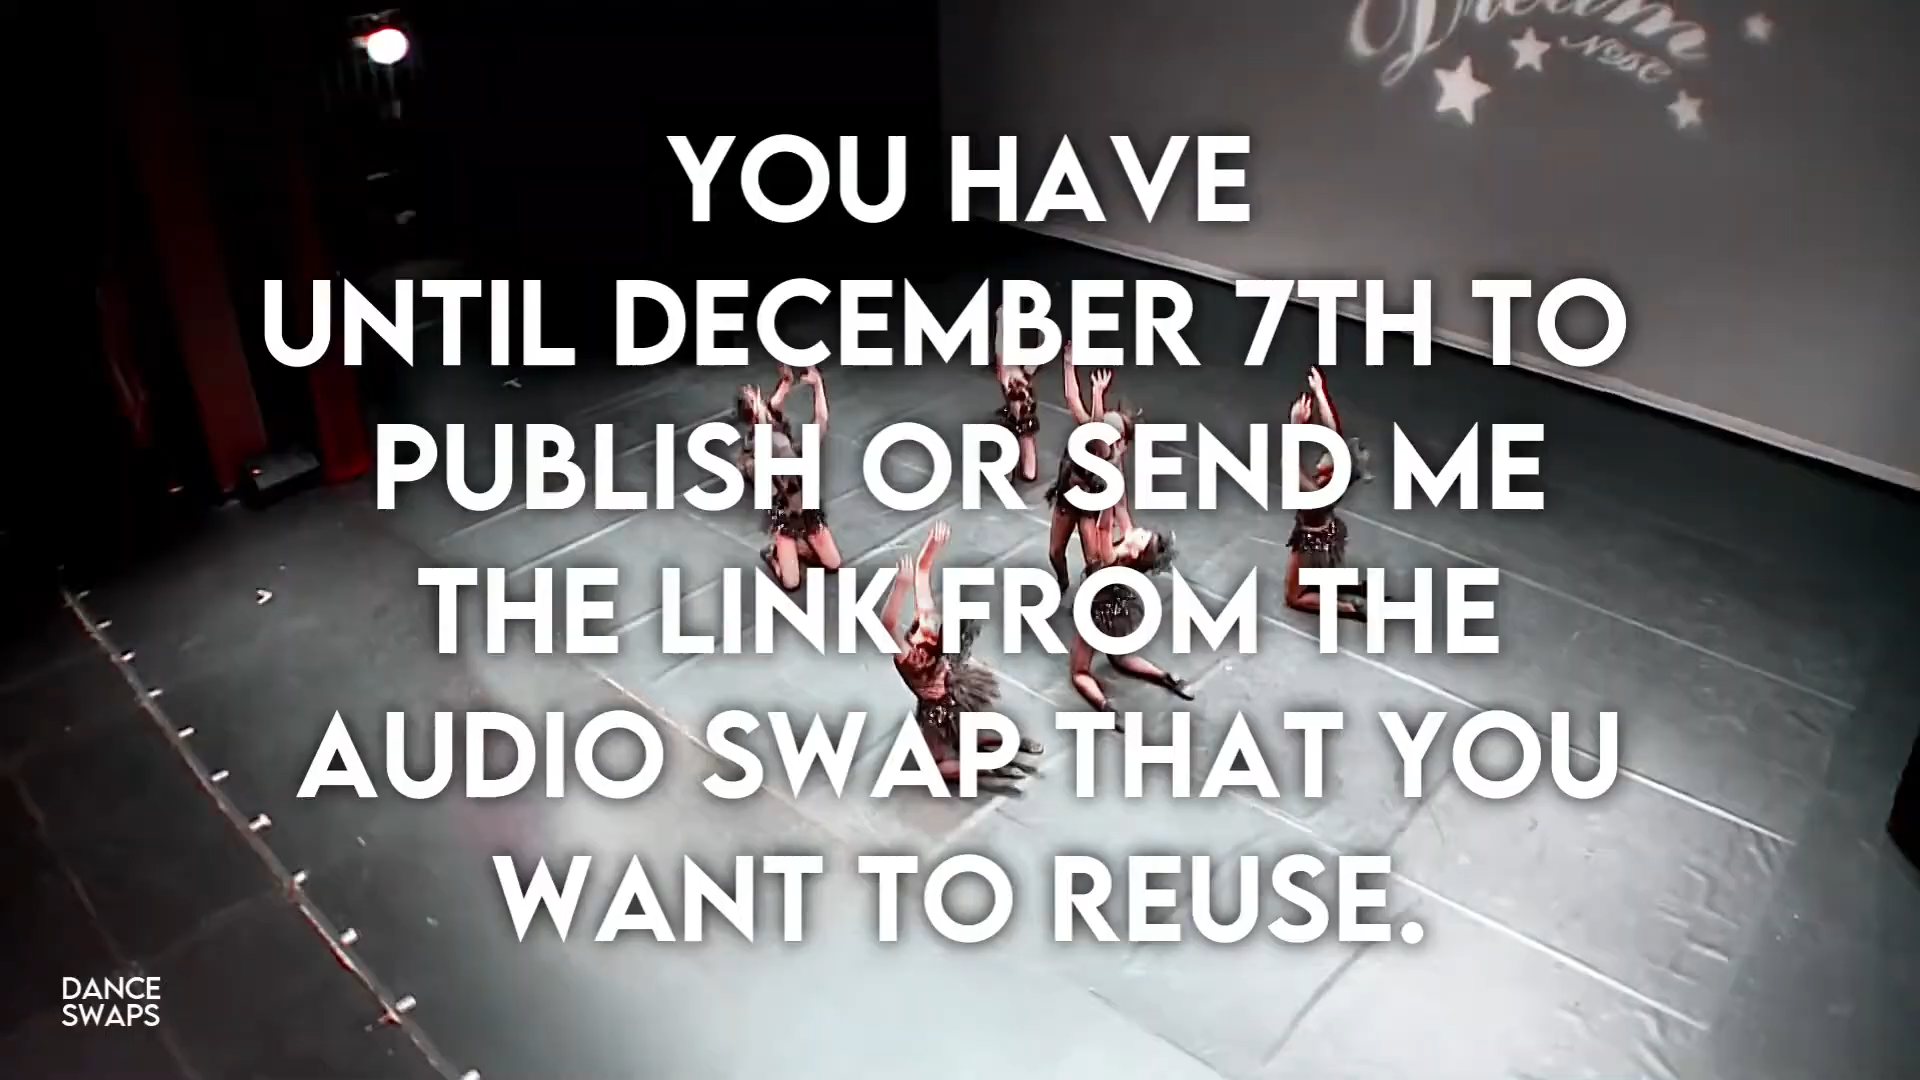 Dream
YOU HAVE
UNTIL DECEMBER 7TH TO
PUBLISH OR SEND ME
THE LINK FROM THE
AUDIO SWAP THAT YOU
WANT TO REUSE.
DANCE
SWAPS